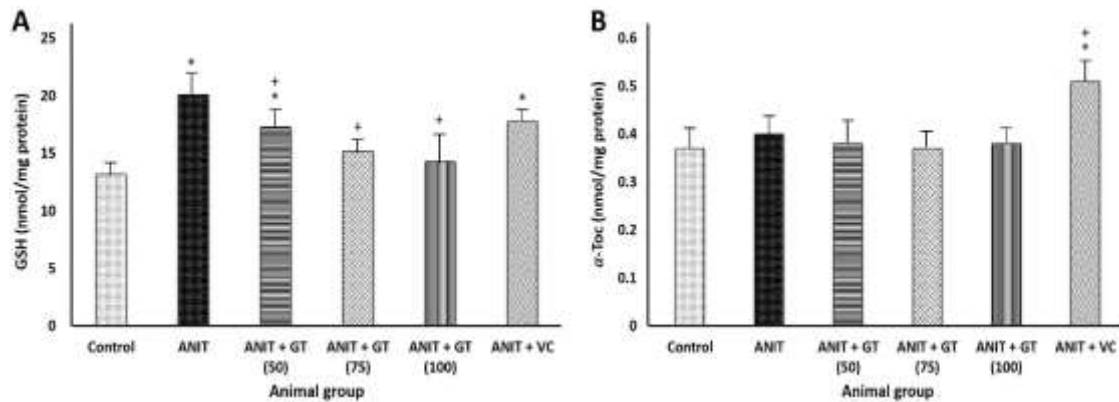 A
GSH (nmol/mg protein)
25
20
15
10
5
0
*
+
*
+
+
*
Control
ANIT
ANIT + GT
(50)
ANIT + GT
(75)
ANIT + GT
(100)
ANIT + VC
Animal group
B
α-Toc (nmol/mg protein)
0.6
0.5
0.4
0.3
0.2
0.1
0
+
*
Control
ANIT
ANIT + GT
(50)
ANIT + GT
(75)
ANIT + GT
(100)
ANIT + VC
Animal group